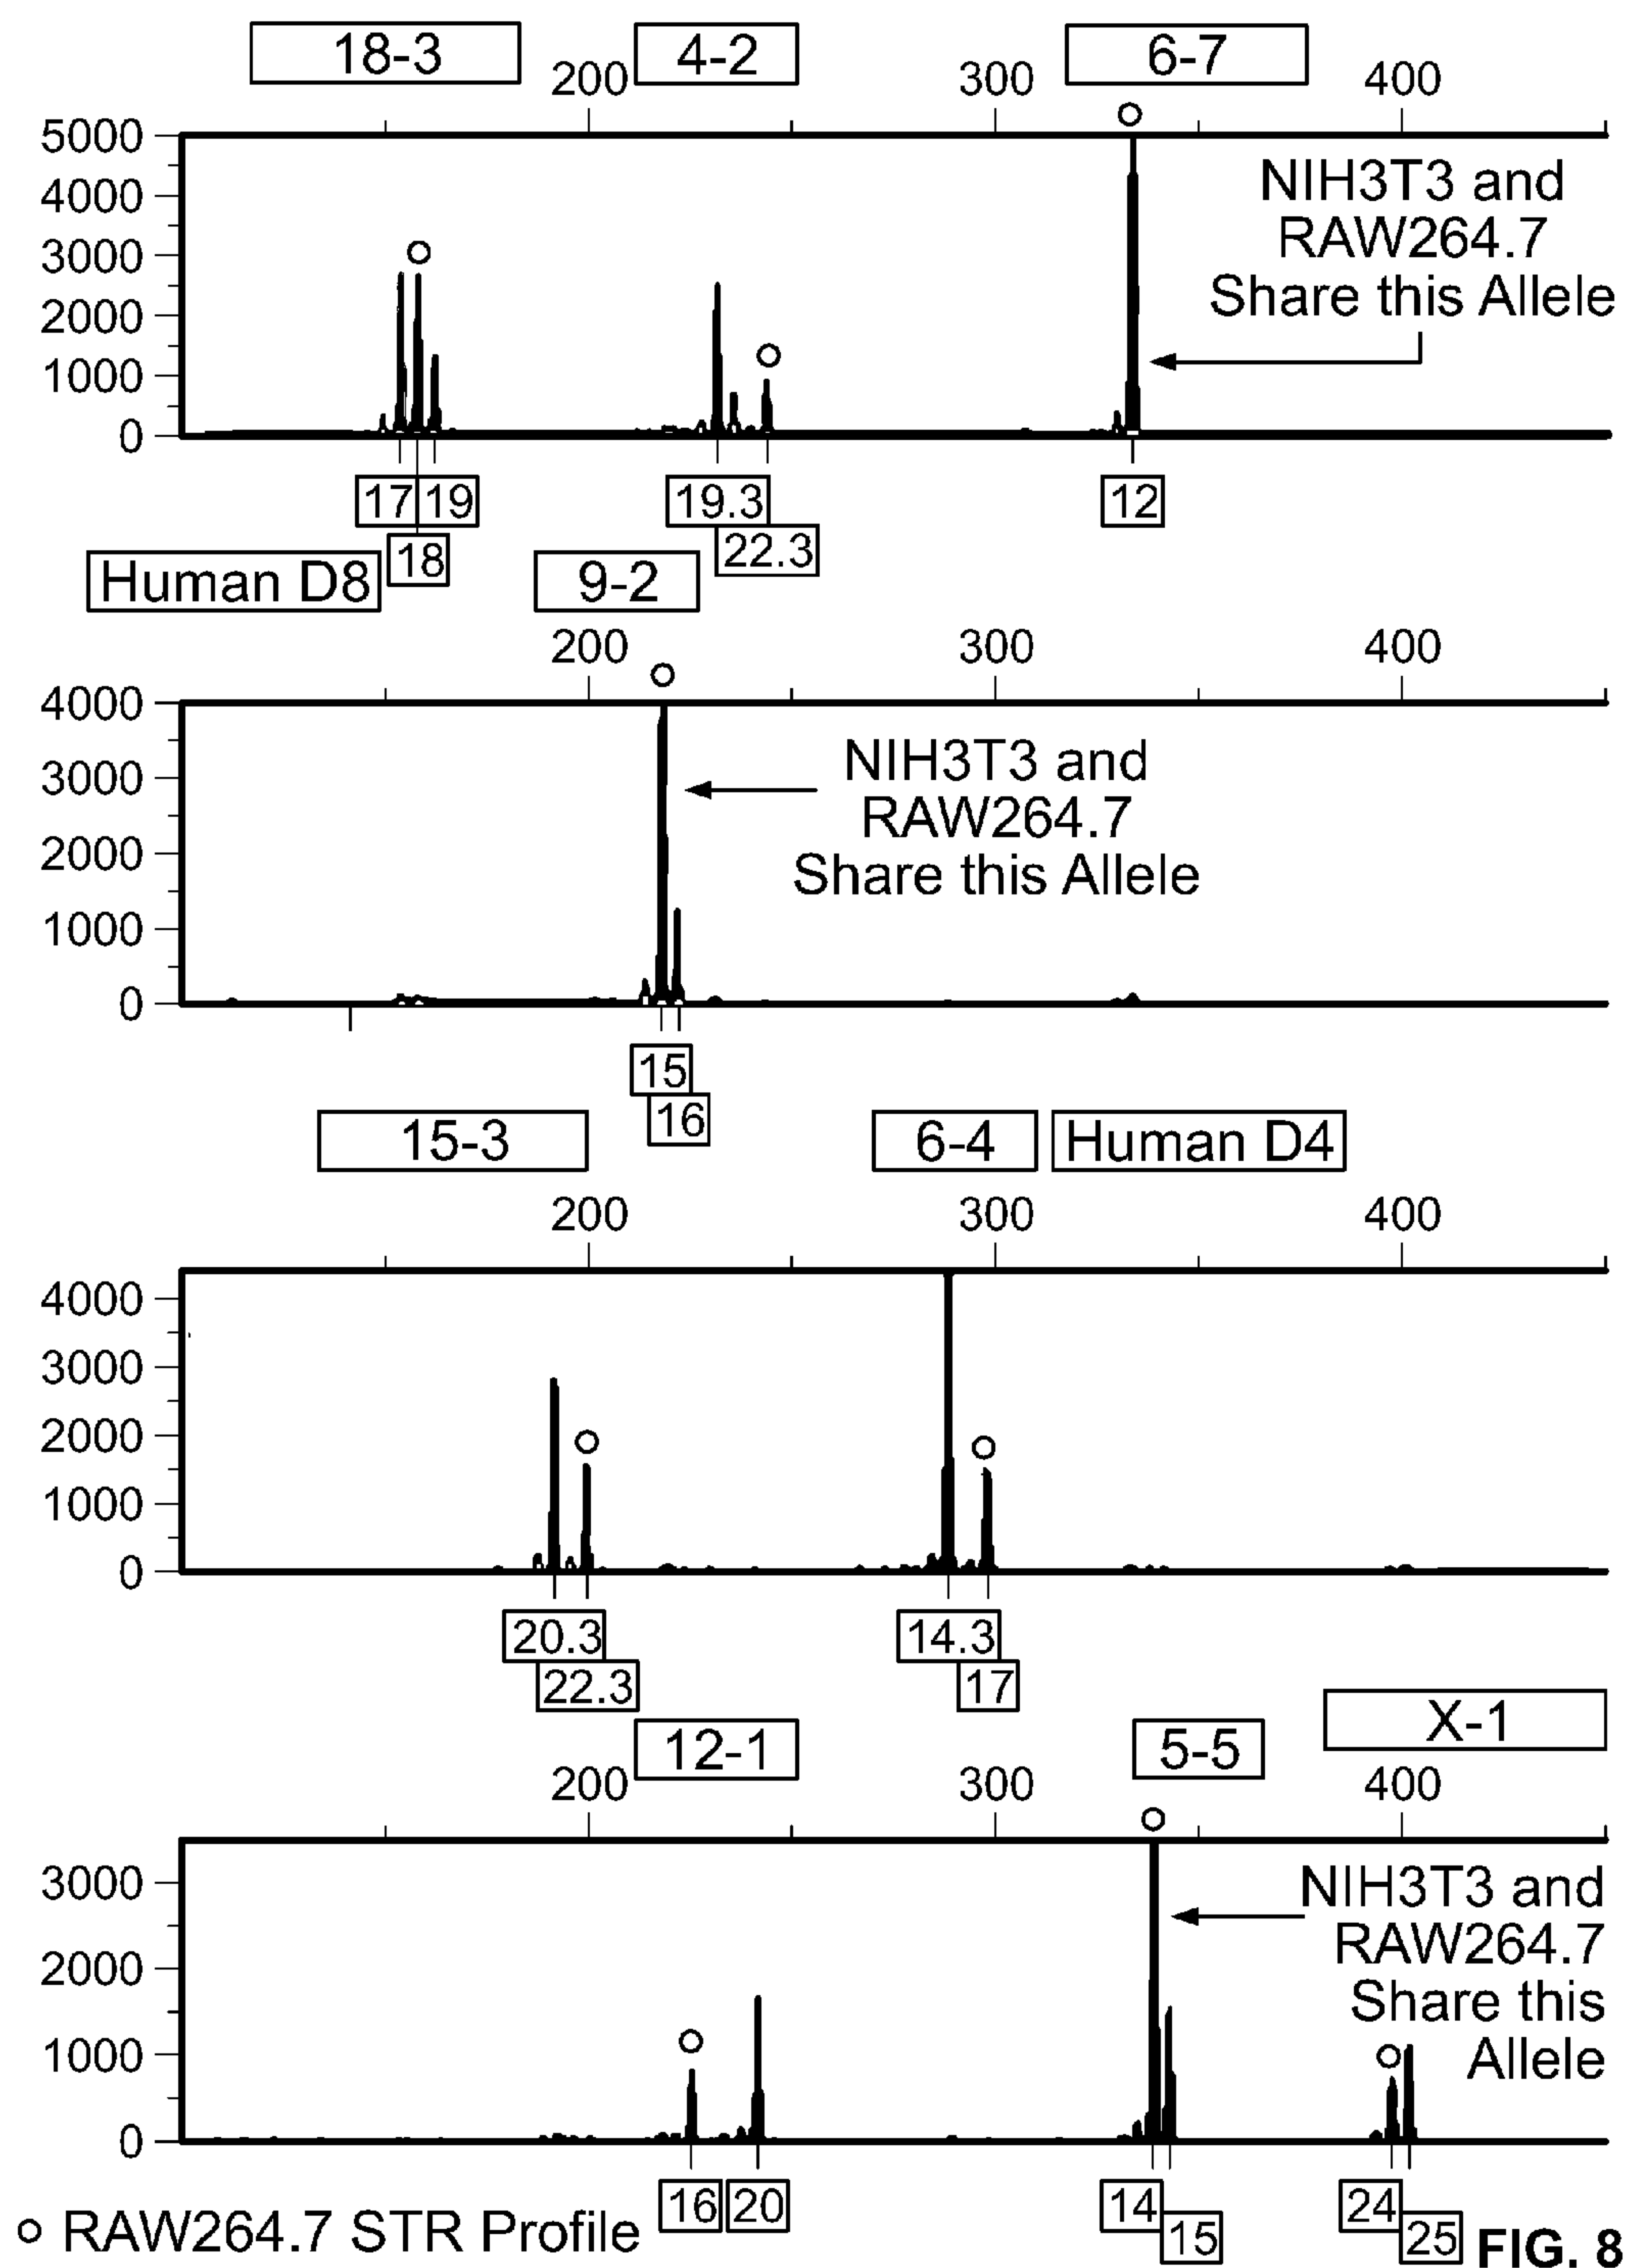 18-3 4-2 6-7
200 300 400
5000
4000
3000
2000
1000
0
NIH3T3 and
RAW264.7
Share this Allele
17 19 19.3 12
18 22.3
Human D8 9-2
200 300 400
4000
3000
2000
1000
0
NIH3T3 and
RAW264.7
Share this Allele
15
16
15-3 6-4 Human D4
200 300 400
4000
3000
2000
1000
0
20.3 14.3
22.3 17
12-1 5-5 X-1
200 300 400
3000
2000
1000
0
NIH3T3 and
RAW264.7
Share this
Allele
16 20 14 24
15 25
RAW264.7 STR Profile
FIG. 8